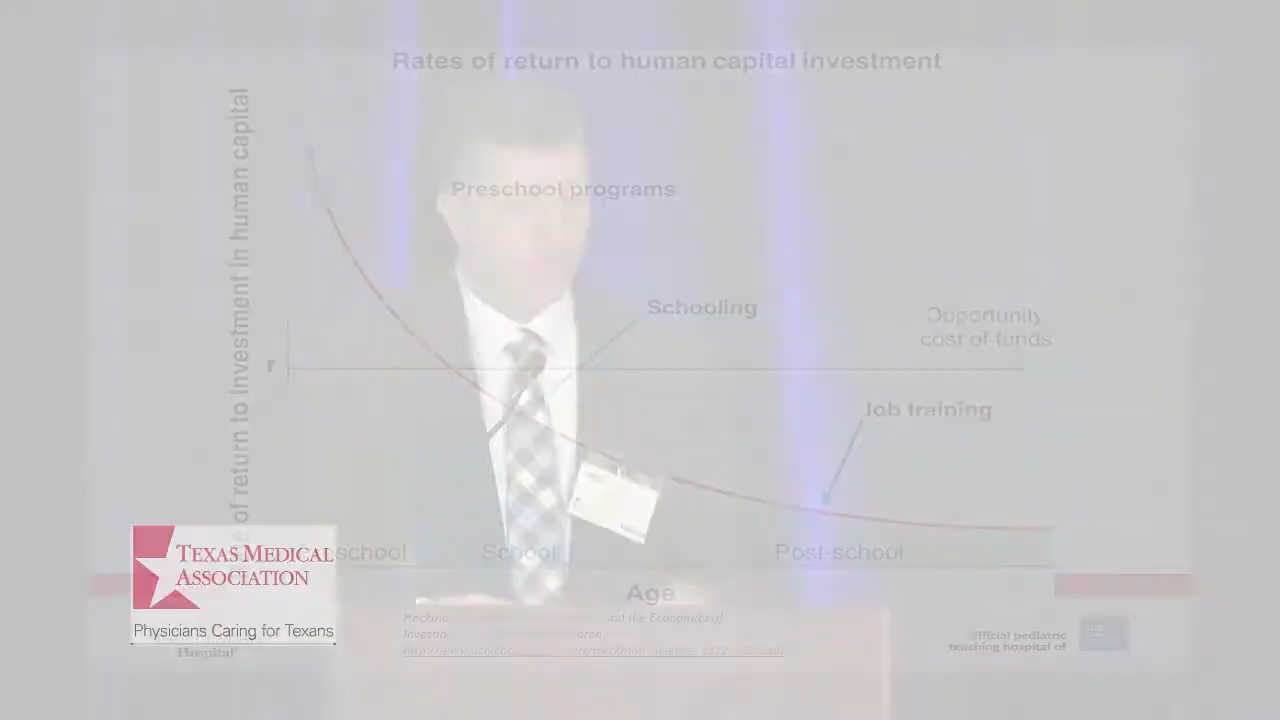 Rates of return to human capital investment
of return to investment in human capital
Preschool programs
Schooling
Opportunity
cost of funds
r
Job training
school
School
Post-school
Age
TEXAS MEDICAL
ASSOCIATION
Physicians Caring for Texans
and the Economics of
Hospital
official pediatric
teaching hospital of